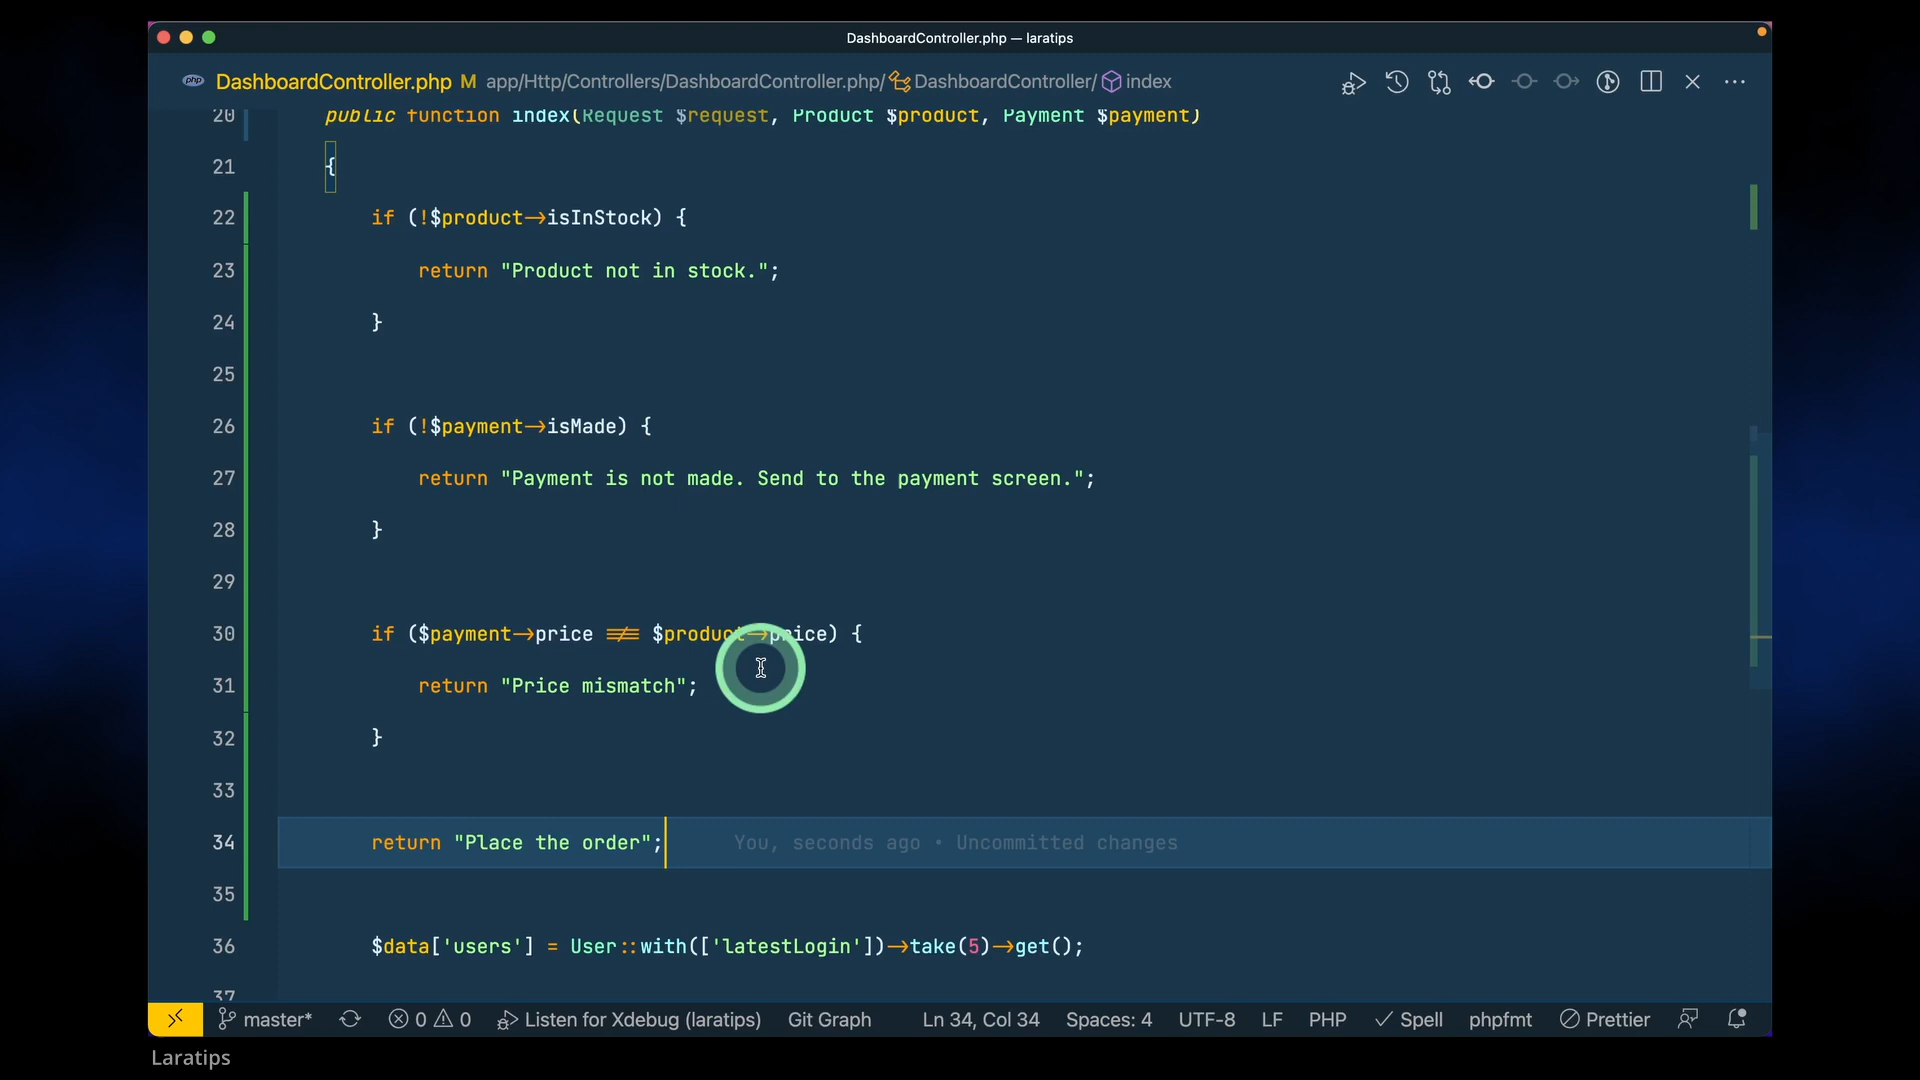 DashboardController.php — laratips
php DashboardController.php M app/Http/Controllers/DashboardController.php/ DashboardController/ index
20 public function index(Request $request, Product $product, Payment $payment)
21 {
22 if (!$product->isInStock) {
23 return "Product not in stock.";
24 }
25
26 if (!$payment->isMade) {
27 return "Payment is not made. Send to the payment screen.";
28 }
29
30 if ($payment->price !== $product->price) {
31 return "Price mismatch";
32 }
33
34 return "Place the order"; You, seconds ago • Uncommitted changes
35
36 $data['users'] = User::with(['latestLogin'])->take(5)->get();
37
master* 0 0 Listen for Xdebug (laratips) Git Graph Ln 34, Col 34 Spaces: 4 UTF-8 LF PHP Spell phpfmt Prettier
Laratips